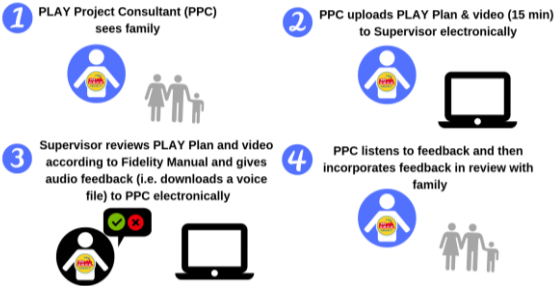 1
PLAY Project Consultant (PPC)
sees family
2
PPC uploads PLAY Plan & video (15 min)
to Supervisor electronically
3
Supervisor reviews PLAY Plan and video
according to Fidelity Manual and gives
audio feedback (i.e. downloads a voice
file) to PPC electronically
4
PPC listens to feedback and then
incorporates feedback in review with
family